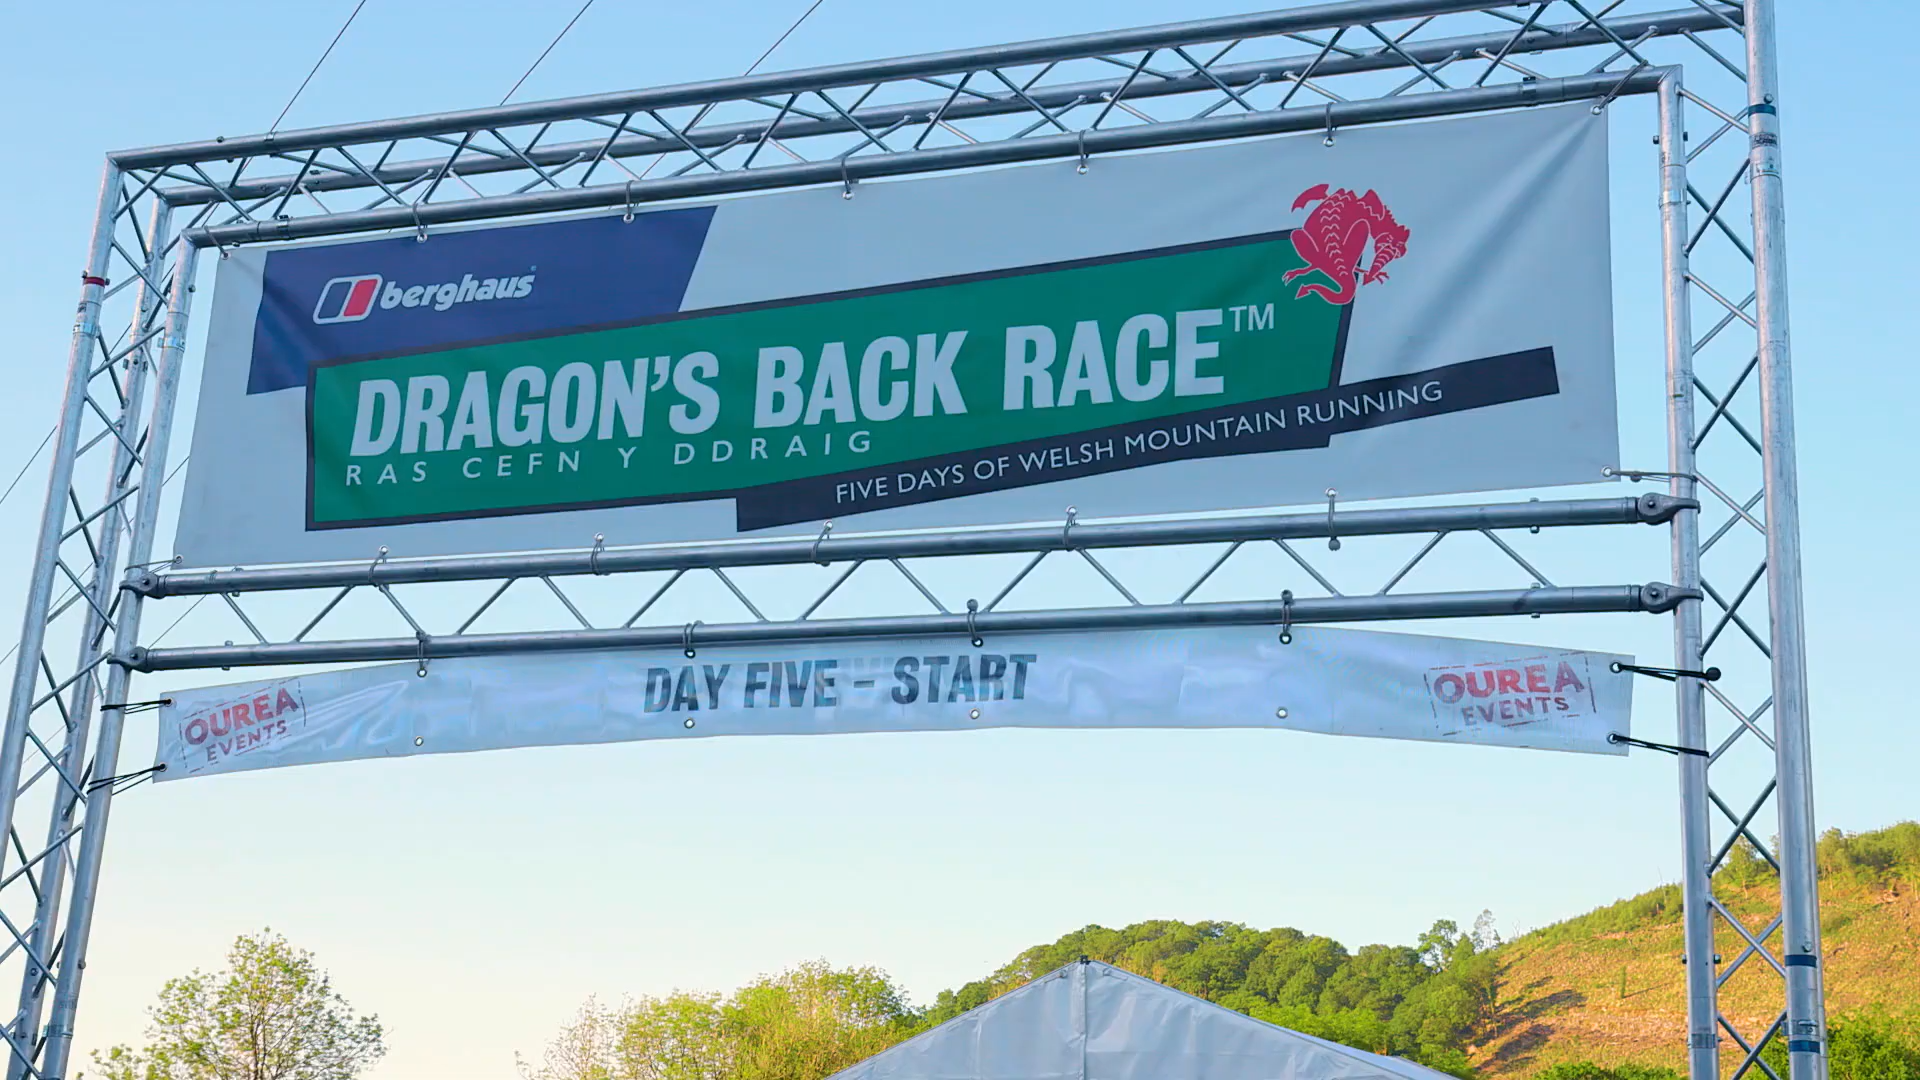 berghaus
DRAGON'S BACK RACE™
RAS CEFN Y DDRAIG
FIVE DAYS OF WELSH MOUNTAIN RUNNING
DAY FIVE - START
OUREA
EVENTS
OUREA
EVENTS